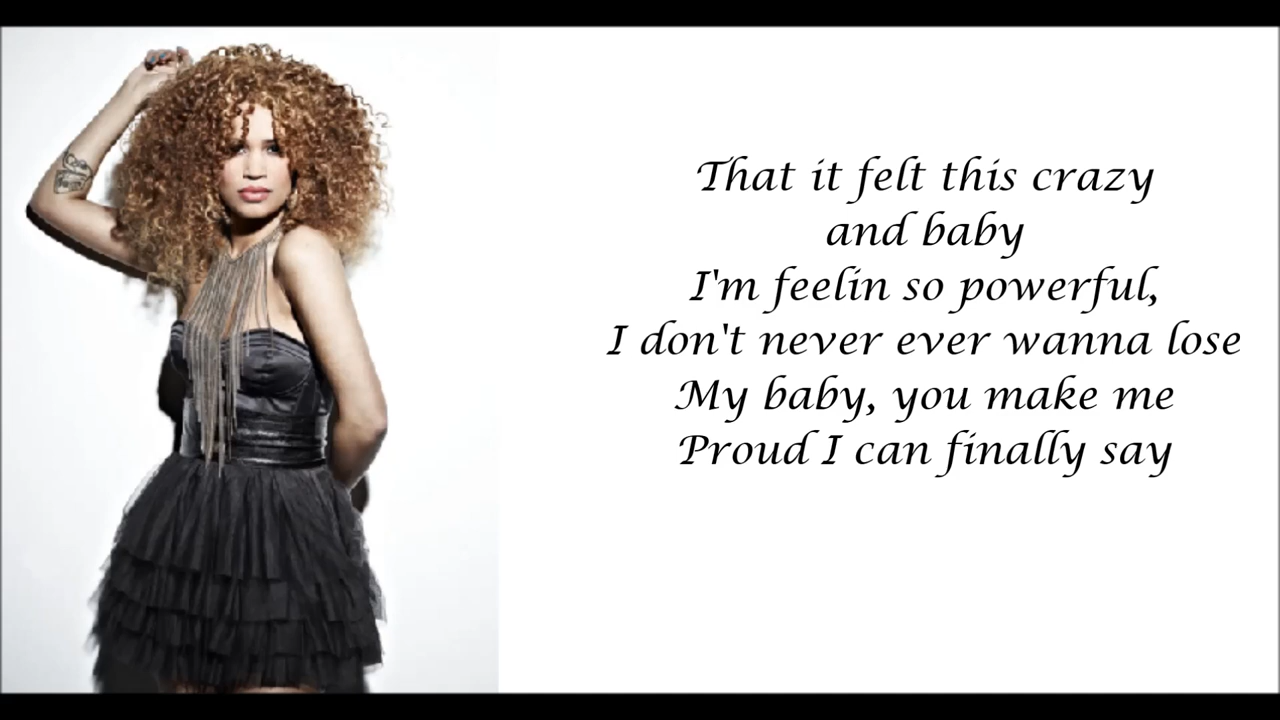 That it felt this crazy
and baby
I'm feelin so powerful,
I don't never ever wanna lose
My baby, you make me
Proud I can finally say